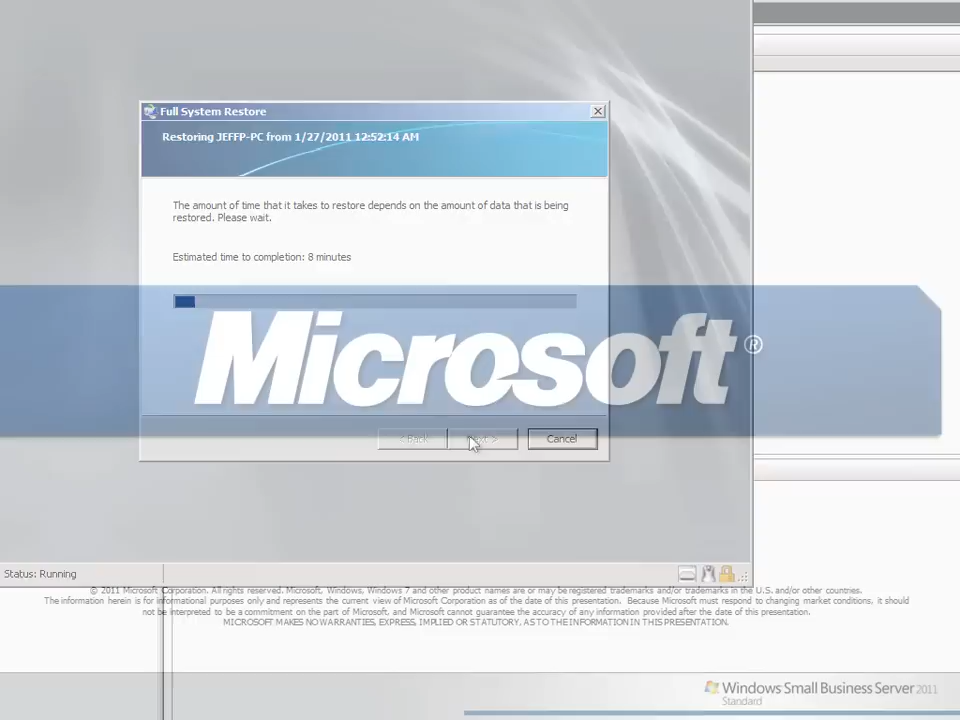 Full System Restore
Restoring JEFFP-PC from 1/27/2011 12:52:14 AM
The amount of time that it takes to restore depends on the amount of data that is being
restored. Please wait.
Estimated time to completion: 8 minutes
Microsoft®
< Back
Next >
Cancel
Status: Running
© 2011 Microsoft Corporation. All rights reserved. Microsoft, Windows, Windows 7 and other product names are or may be registered trademarks and/or trademarks in the U.S. and/or other countries.
The information herein is for informational purposes only and represents the current view of Microsoft Corporation as of the date of this presentation. Because Microsoft must respond to changing market conditions, it should
not be interpreted to be a commitment on the part of Microsoft, and Microsoft cannot guarantee the accuracy of any information provided after the date of this presentation.
MICROSOFT MAKES NO WARRANTIES, EXPRESS, IMPLIED OR STATUTORY, AS TO THE INFORMATION IN THIS PRESENTATION.
Windows Small Business Server 2011
Standard